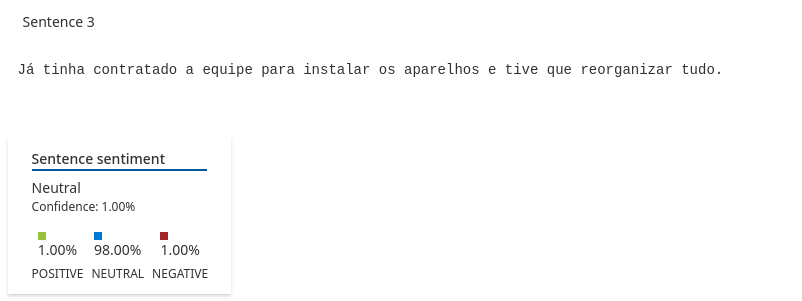 Sentence 3
Já tinha contratado a equipe para instalar os aparelhos e tive que reorganizar tudo.
Sentence sentiment
Neutral
Confidence: 1.00%
1.00% 98.00% 1.00%
POSITIVE NEUTRAL NEGATIVE